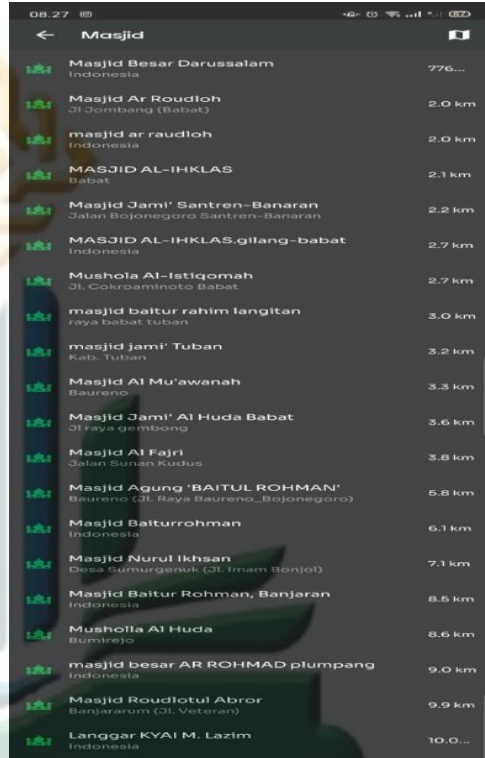 08.27
Masjid
Masjid Besar Darussalam
776...
Indonesia
Masjid Ar Roudloh
2.0 km
Jl Jombang (Babat)
masjid ar raudloh
2.0 km
Indonesia
MASJID AL-IHKLAS
2.1 km
Babat
Masjid Jami' Santren-Banaran
2.2 km
Jalan Bojonegoro Santren-Banaran
MASJID AL-IHKLAS.gilang-babat
2.7 km
Indonesia
Mushola Al-Istiqomah
2.7 km
Jl. Cokroaminoto Babat
masjid baitur rahim langitan
3.0 km
raya babat tuban
masjid jami' Tuban
3.2 km
Kab. Tuban
Masjid Al Mu'awanah
3.3 km
Baureno
Masjid Jami' Al Huda Babat
3.6 km
Jl raya gembong
Masjid Al Fajri
3.8 km
Jalan Sunan Kudus
Masjid Agung 'BAITUL ROHMAN'
5.8 km
Baureno (Jl. Raya Baureno_Bojonegoro)
Masjid Baiturrohman
6.1 km
Indonesia
Masjid Nurul Ikhsan
7.1 km
Desa Sumurgenuk (Jl. Imam Bonjol)
Masjid Baitur Rohman, Banjaran
8.5 km
Indonesia
Musholla Al Huda
8.6 km
Bumirejo
masjid besar AR ROHMAD plumpang
9.0 km
Indonesia
Masjid Roudlotul Abror
9.9 km
Banjararum (Jl. Veteran)
Langgar KYAI M. Lazim
10.0...
Indonesia